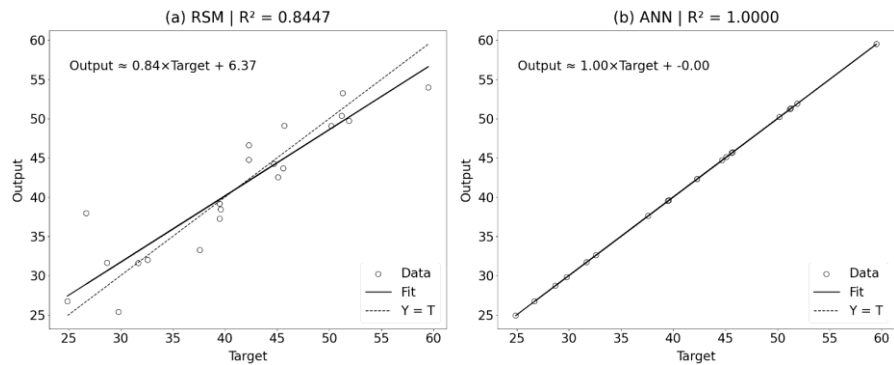 (a) RSM | R² = 0.8447
Output ≈ 0.84×Target + 6.37
Output
60
55
50
45
40
35
30
25
25 30 35 40 45 50 55 60
Target
Data
Fit
Y = T
(b) ANN | R² = 1.0000
Output ≈ 1.00×Target + -0.00
Output
60
55
50
45
40
35
30
25
25 30 35 40 45 50 55 60
Target
Data
Fit
Y = T